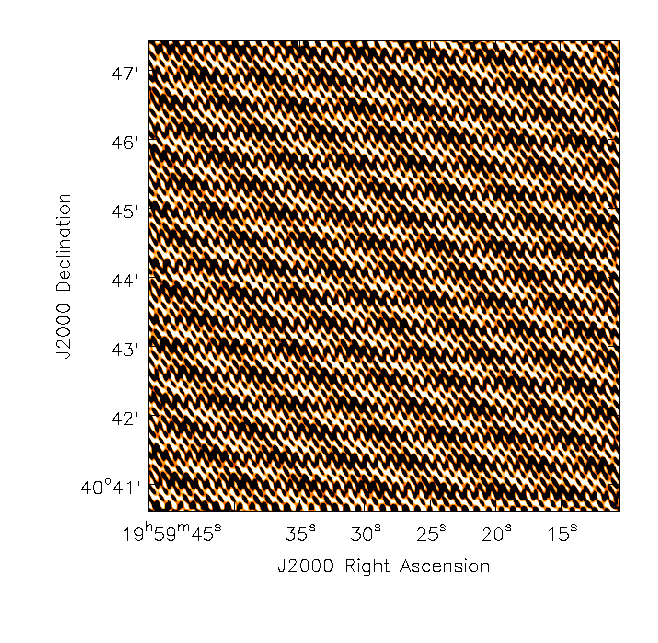 47'
46'
45'
44'
43'
42'
40°41'
J2000 Declination
19ʰ59ᵐ45ˢ 35ˢ 30ˢ 25ˢ 20ˢ 15ˢ
J2000 Right Ascension